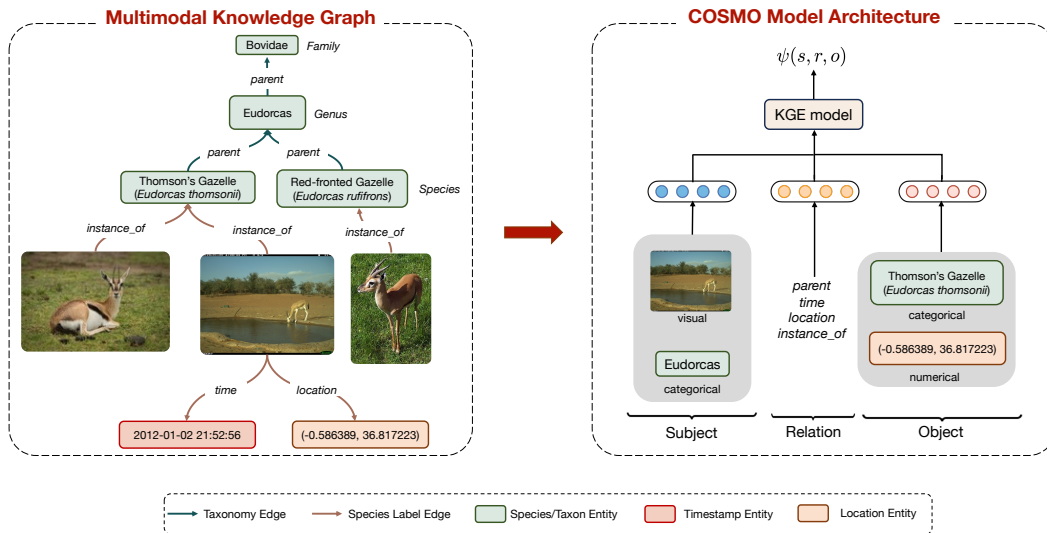 Multimodal Knowledge Graph
Bovidae
Family
parent
Eudorcas
Genus
parent
parent
Thomson's Gazelle
(Eudorcas thomsonii)
Red-fronted Gazelle
(Eudorcas rufifrons)
Species
instance_of
instance_of
instance_of
time
location
2012-01-02 21:52:56
(-0.586389, 36.817223)
COSMO Model Architecture
ψ(s, r, o)
KGE model
visual
Eudorcas
categorical
parent
time
location
instance_of
Thomson's Gazelle
(Eudorcas thomsonii)
categorical
(-0.586389, 36.817223)
numerical
Subject
Relation
Object
Taxonomy Edge
Species Label Edge
Species/Taxon Entity
Timestamp Entity
Location Entity